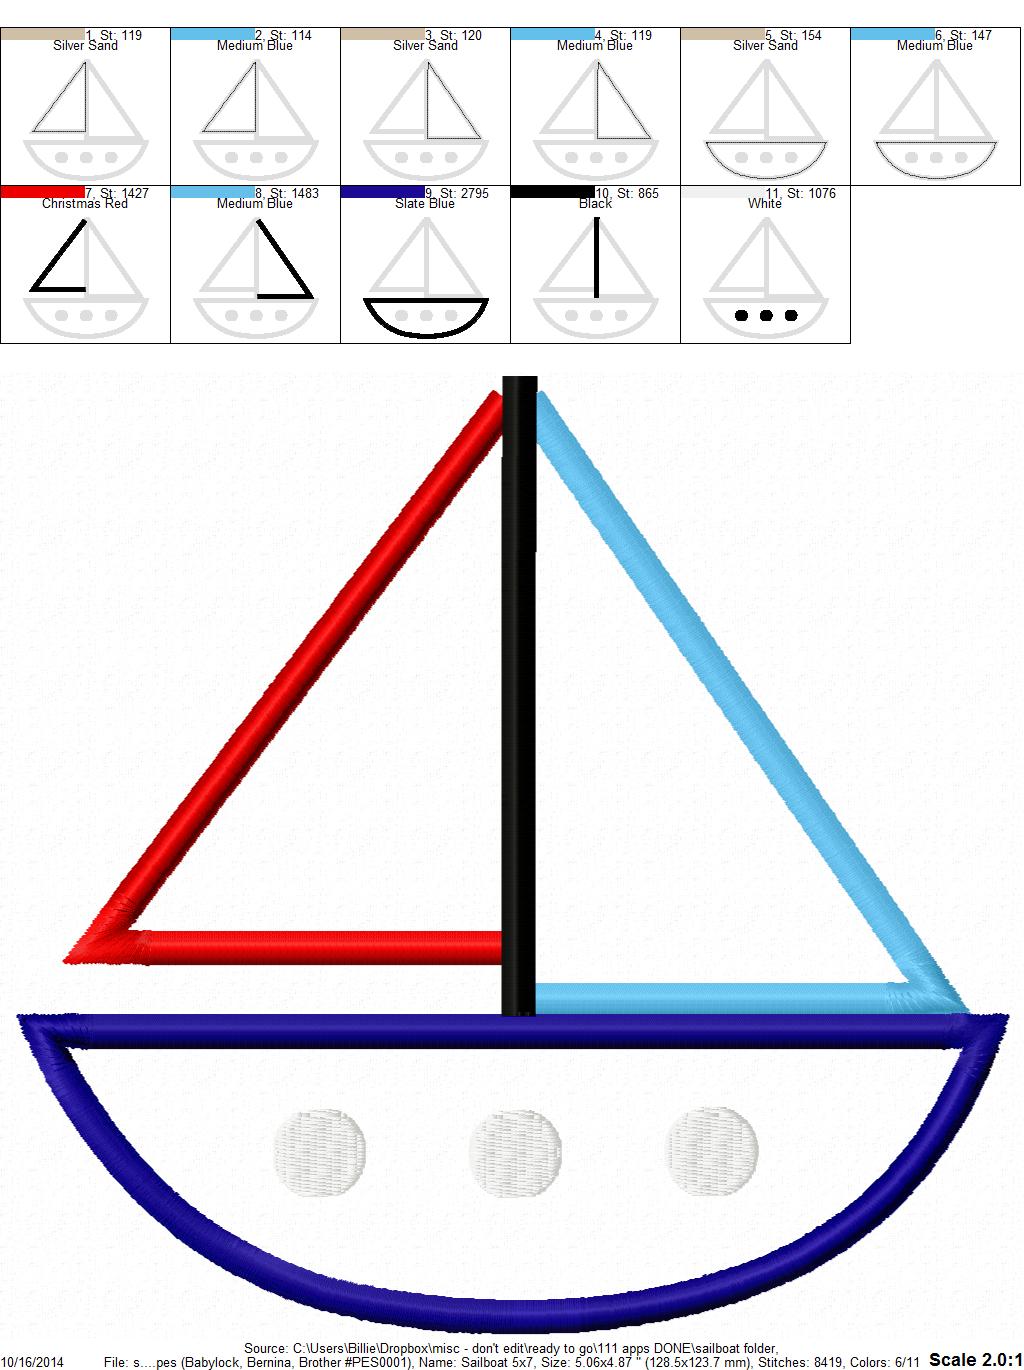 1, St: 119
Silver Sand
2, St: 114
Medium Blue
3, St: 120
Silver Sand
4, St: 119
Medium Blue
5, St: 154
Silver Sand
6, St: 147
Medium Blue
7, St: 1427
Christmas Red
8, St: 1483
Medium Blue
9, St: 2795
Slate Blue
10, St: 865
Black
11, St: 1076
White
Source: C:\Users\Billie\Dropbox\misc - don't edit\ready to go\111 apps DONE\sailboat folder,
10/16/2014 File: s....pes (Babylock, Bernina, Brother #PES0001), Name: Sailboat 5x7, Size: 5.06x4.87 " (128.5x123.7 mm), Stitches: 8419, Colors: 6/11 Scale 2.0:1